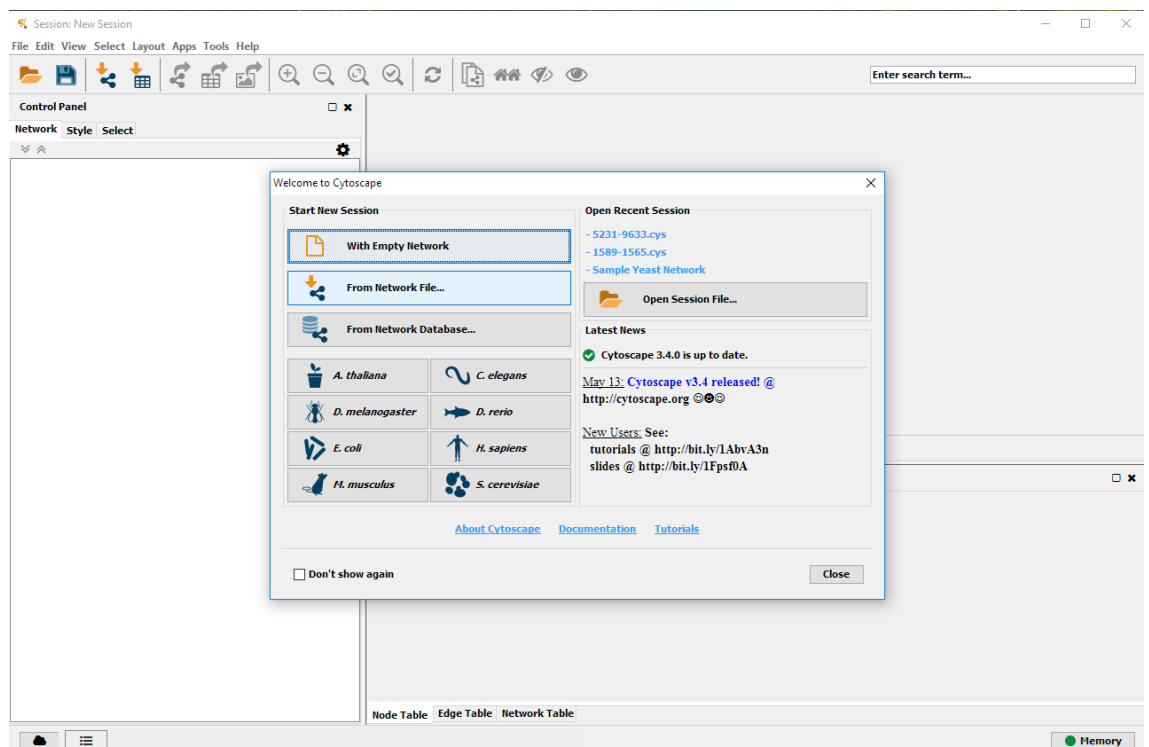 Session: New Session
File Edit View Select Layout Apps Tools Help
Enter search term...
Control Panel
Network Style Select
Welcome to Cytoscape
Start New Session
With Empty Network
From Network File...
From Network Database...
A. thaliana
C. elegans
D. melanogaster
D. rerio
E. coli
H. sapiens
M. musculus
S. cerevisiae
Open Recent Session
- 5231-9633.cys
- 1589-1565.cys
- Sample Yeast Network
Open Session File...
Latest News
Cytoscape 3.4.0 is up to date.
May 13: Cytoscape v3.4 released! @
http://cytoscape.org ☺☻☺
New Users: See:
tutorials @ http://bit.ly/1AbvA3n
slides @ http://bit.ly/1Fpsf0A
About Cytoscape Documentation Tutorials
Don't show again
Close
Node Table Edge Table Network Table
Memory